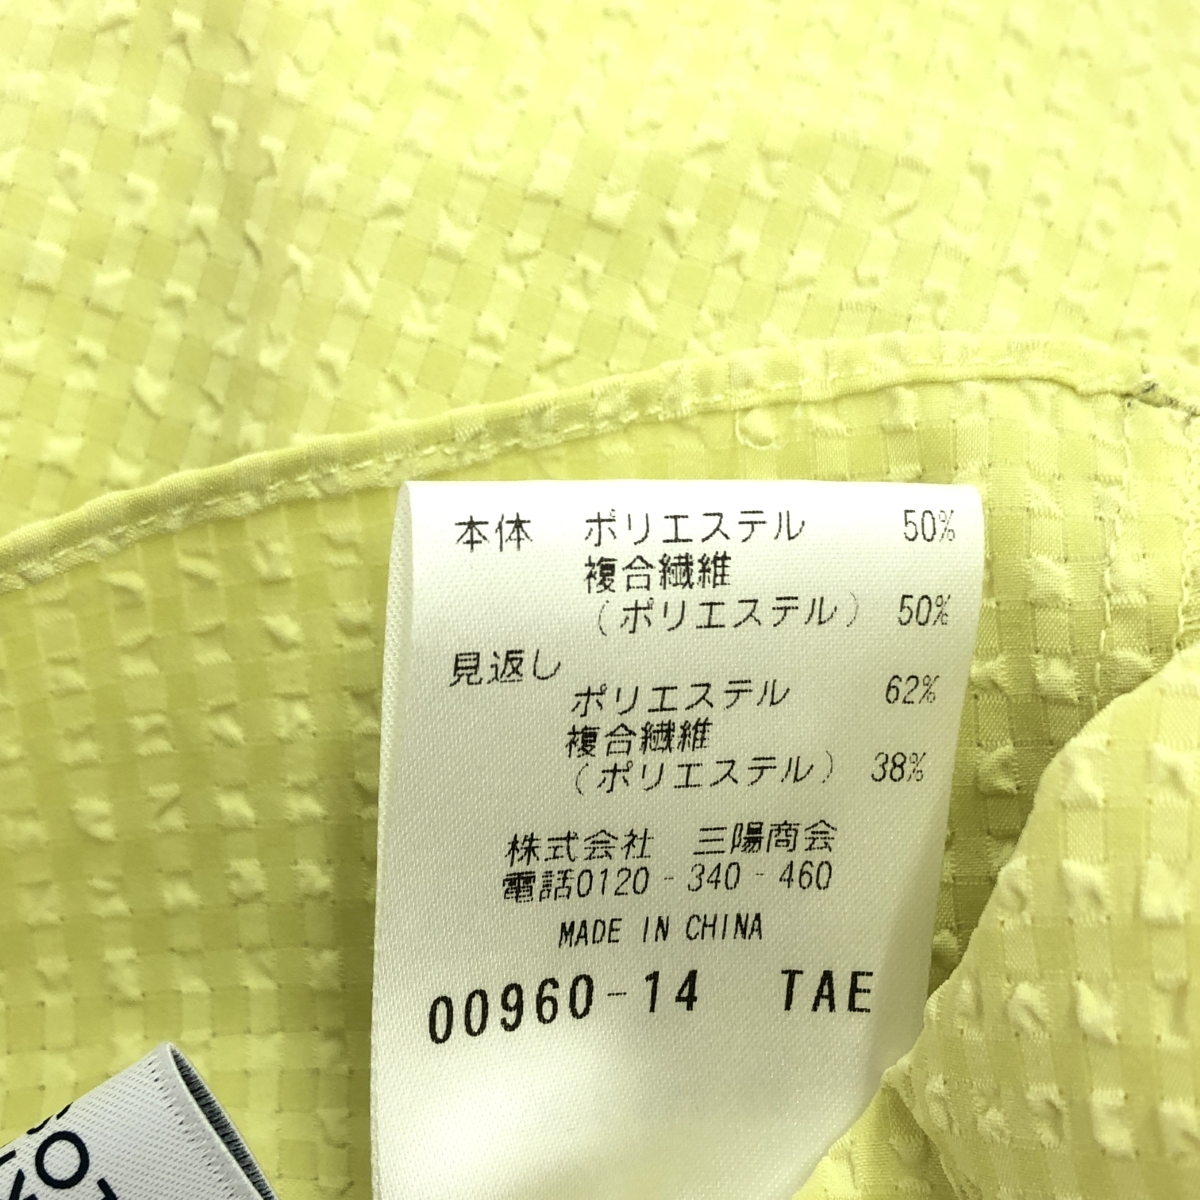 本体 ポリエステル 50%
複合繊維
（ポリエステル） 50%
見返し
ポリエステル 62%
複合繊維
（ポリエステル） 38%
株式会社 三陽商会
電話0120-340-460
MADE IN CHINA
00960-14 TAE